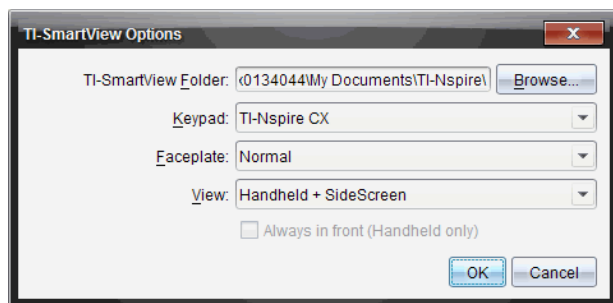 TI-SmartView Options
TI-SmartView Folder: 0134044\My Documents\TI-Nspire\ Browse...
Keypad: TI-Nspire CX
Faceplate: Normal
View: Handheld + SideScreen
Always in front (Handheld only)
OK Cancel